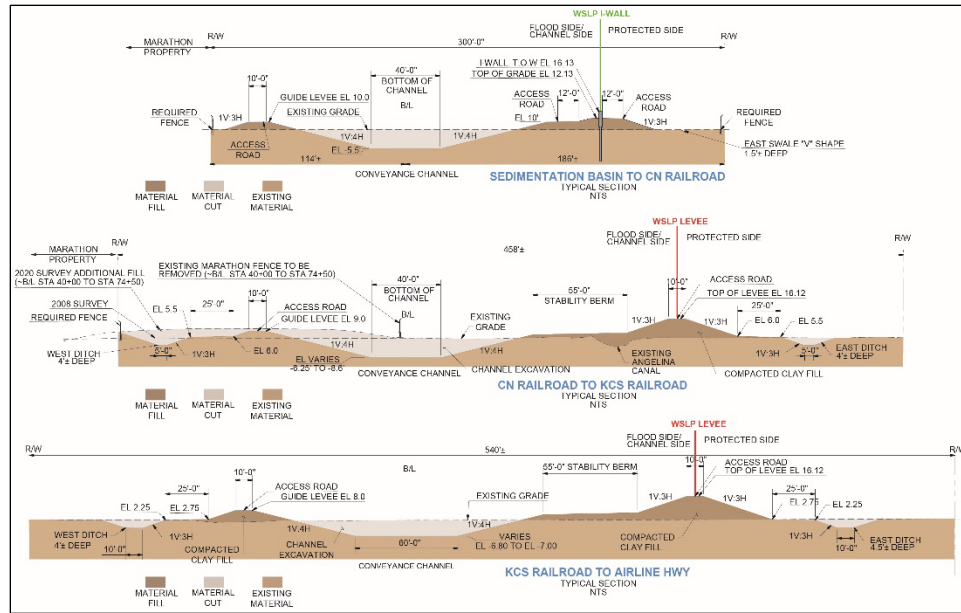 WSLP I-WALL
R/W
FLOOD SIDE/
CHANNEL SIDE
PROTECTED SIDE
R/W
MARATHON
PROPERTY
300'-0"
10'-0"
40'-0"
BOTTOM OF
CHANNEL
B/L
I WALL T.O.W EL 16.13
TOP OF GRADE EL 12.13
GUIDE LEVEE EL 10.0
EXISTING GRADE
ACCESS
ROAD
12'-0"
12'-0"
ACCESS
ROAD
REQUIRED
FENCE
EL 10'
REQUIRED
FENCE
1V:3H
1V:4H
1V:4H
1V:3H
ACCESS
ROAD
EL -5.5
EAST SWALE "V" SHAPE
1.5'± DEEP
114'±
186'±
CONVEYANCE CHANNEL
SEDIMENTATION BASIN TO CN RAILROAD
TYPICAL SECTION
NTS
MATERIAL
FILL
MATERIAL
CUT
EXISTING
MATERIAL
WSLP LEVEE
R/W
FLOOD SIDE/
CHANNEL SIDE
PROTECTED SIDE
R/W
MARATHON
PROPERTY
458'±
2020 SURVEY ADDITIONAL FILL
(~B/L STA 40+00 TO STA 74+50)
EXISTING MARATHON FENCE TO BE
REMOVED (~B/L STA 40+00 TO STA 74+50)
40'-0"
BOTTOM OF
CHANNEL
B/L
55'-0"
STABILITY BERM
10'-0"
ACCESS ROAD
TOP OF LEVEE EL 16.12
2008 SURVEY
REQUIRED FENCE
EL 5.5
25'-0"
10'-0"
ACCESS ROAD
GUIDE LEVEE EL 9.0
EXISTING
GRADE
1V:3H
1V:3H
25'-0"
EL 6.0
EL 5.5
WEST DITCH
4'± DEEP
5'-0"
1V:3H
EL 6.0
1V:4H
1V:4H
EL VARIES
-8.25' TO -8.6'
CONVEYANCE CHANNEL
CHANNEL EXCAVATION
EXISTING
ANGELINA
CANAL
1V:3H
5'-0"
EAST DITCH
4'± DEEP
COMPACTED CLAY FILL
CN RAILROAD TO KCS RAILROAD
TYPICAL SECTION
NTS
MATERIAL
FILL
MATERIAL
CUT
EXISTING
MATERIAL
WSLP LEVEE
R/W
FLOOD SIDE/
CHANNEL SIDE
PROTECTED SIDE
R/W
540'±
B/L
10'-0"
ACCESS ROAD
TOP OF LEVEE EL 16.12
10'-0"
ACCESS ROAD
GUIDE LEVEE EL 8.0
55'-0" STABILITY BERM
25'-0"
EL 2.25
EL 2.75
EXISTING GRADE
1V:3H
1V:3H
25'-0"
EL 2.75
EL 2.25
WEST DITCH
4'± DEEP
1V:3H
1V:4H
1V:4H
1V:3H
10'-0"
COMPACTED
CLAY FILL
CHANNEL
EXCAVATION
60'-0"
VARIES
EL -6.80 TO EL -7.00
COMPACTED
CLAY FILL
10'-0"
EAST DITCH
4.5'± DEEP
CONVEYANCE CHANNEL
KCS RAILROAD TO AIRLINE HWY
TYPICAL SECTION
NTS
MATERIAL
FILL
MATERIAL
CUT
EXISTING
MATERIAL